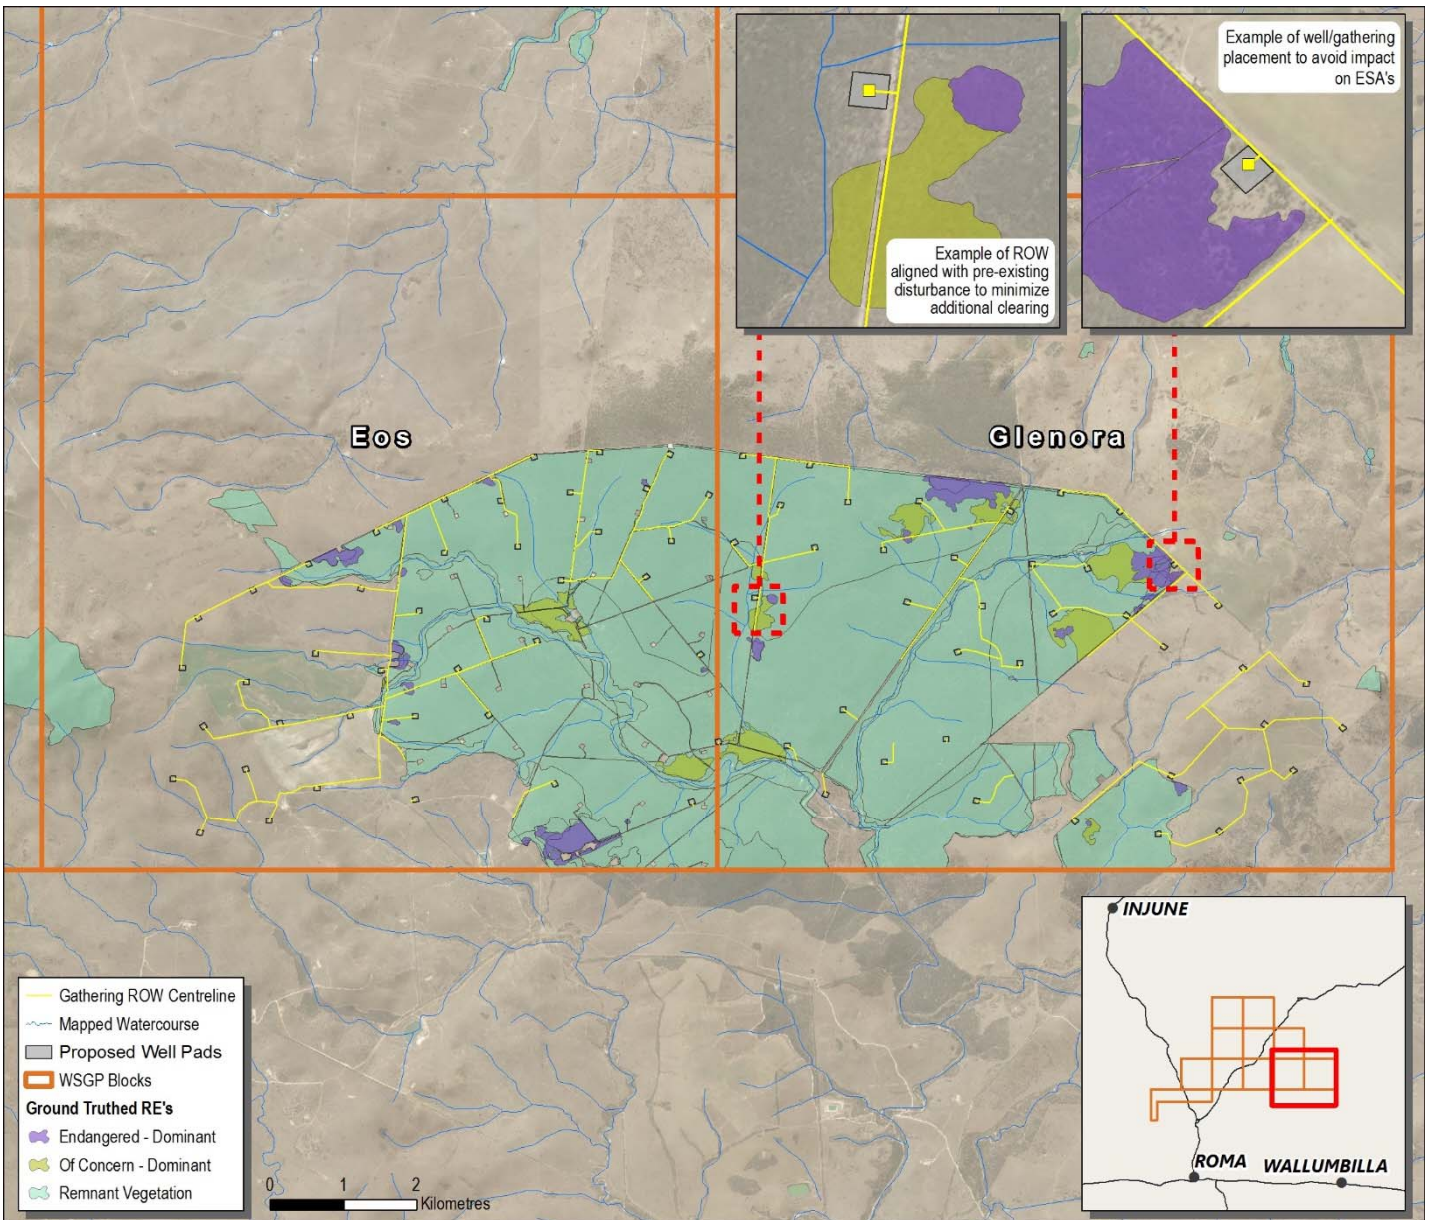 Example of ROW
aligned with pre-existing
disturbance to minimize
additional clearing
Example of well/gathering
placement to avoid impact
on ESA's
Eos
Glenora
Gathering ROW Centreline
Mapped Watercourse
Proposed Well Pads
WSGP Blocks
Ground Truthed RE's
Endangered - Dominant
Of Concern - Dominant
Remnant Vegetation
0 1 2
Kilometres
INJUNE
ROMA
WALLUMBILLA